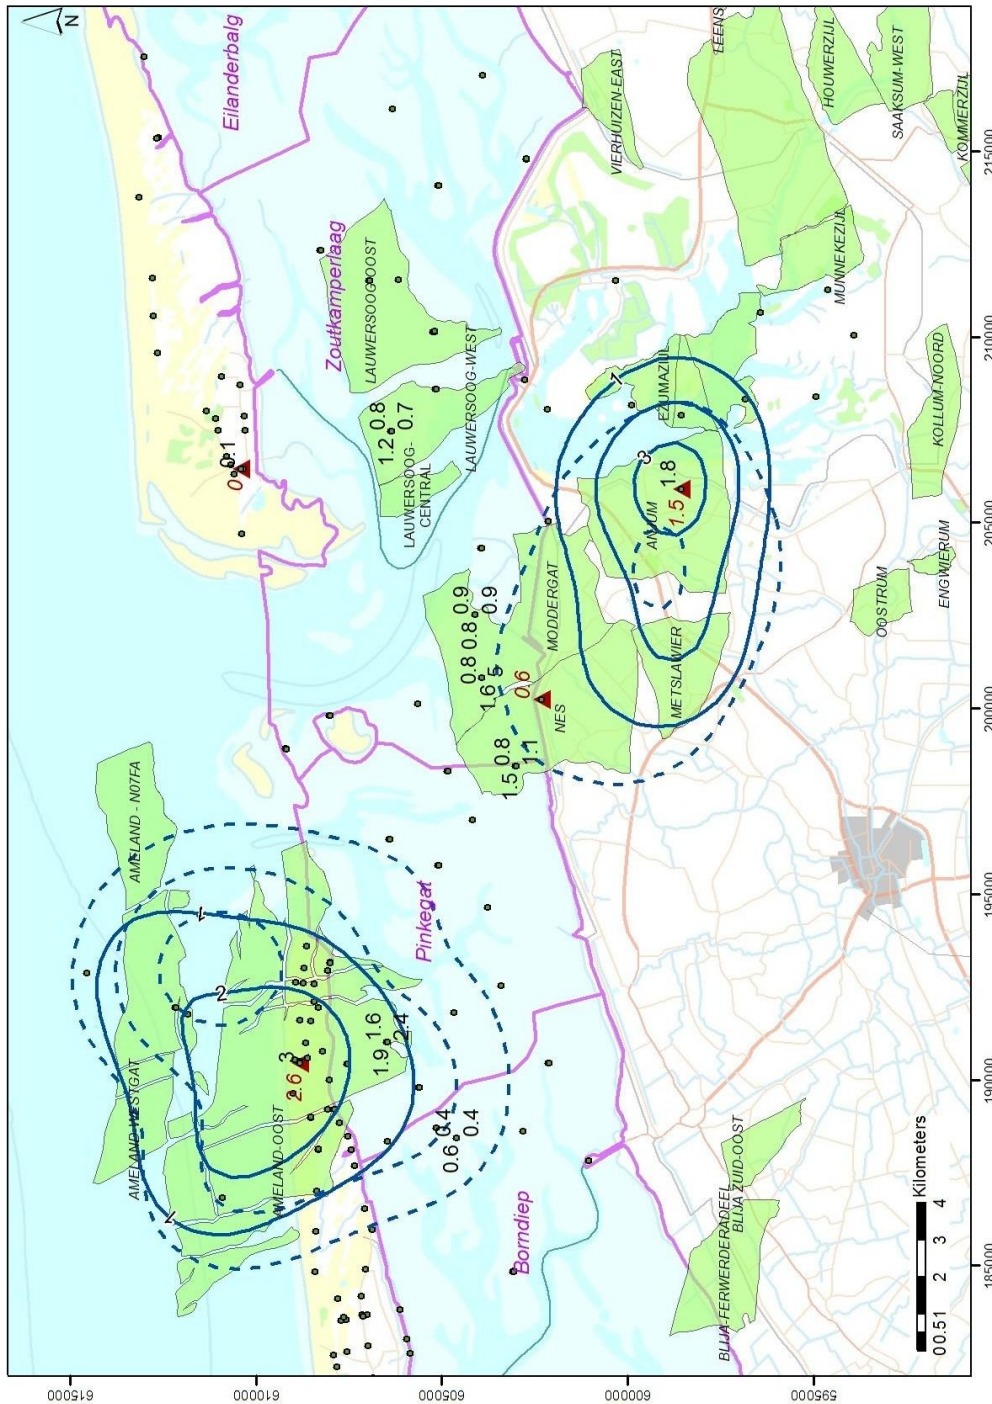 N
Eilanderbalg
Zoutkamperlaag
Pinkegat
Borndiep
AMELAND - N07FA
AMELAND-WESTGAT
AMELAND-OOST
LAUWERSOOG-OOST
LAUWERSOOG-WEST
LAUWERSOOG-
CENTRAL
VIERHUIZEN-EAST
LEENS
HOUWERZIJL
SAAKSUM-WEST
KOMMERZIJL
MUNNEKEZIJL
EZUMAZIJL
KOLLUM-NOORD
ANJUM
MODDERGAT
NES
METSLAWIER
OOSTRUM
ENGWIERUM
BLIJA-FERWERDERADEEL
BLIJA ZUID-OOST
1
1
2
3
2.6
1.9
1.6
2.4
0.6
0.4
0.4
1.5
0.8
1.1
1.6
0.8
0.8
0.9
0.9
5
0.6
1.2
0.8
0.7
0
0.1
1
3
1.8
1.5
Kilometers
0 0.5 1
2
3
4
185000
190000
195000
200000
205000
210000
215000
615000
610000
605000
600000
595000